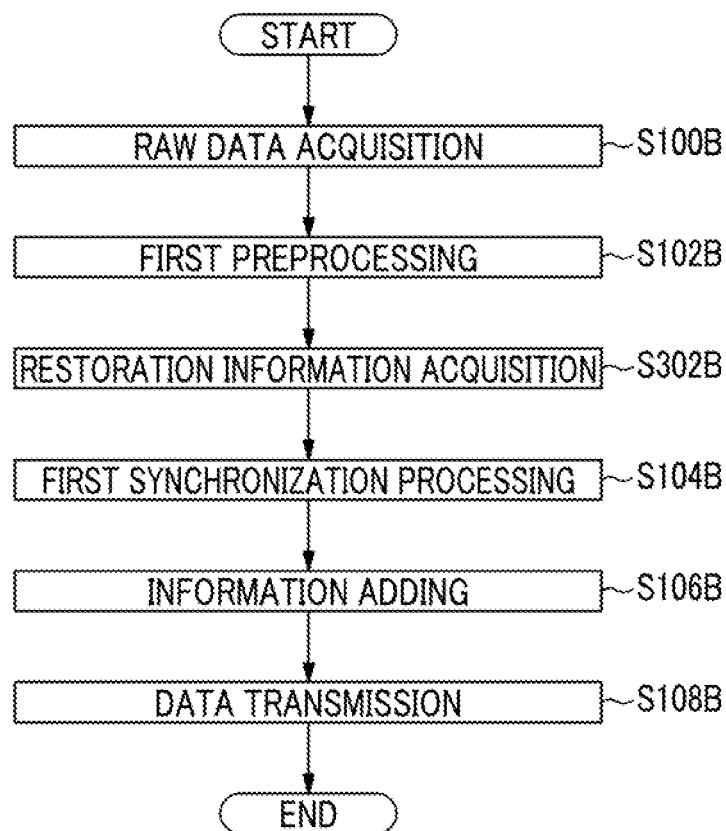 START
RAW DATA ACQUISITION S100B
FIRST PREPROCESSING S102B
RESTORATION INFORMATION ACQUISITION S302B
FIRST SYNCHRONIZATION PROCESSING S104B
INFORMATION ADDING S106B
DATA TRANSMISSION S108B
END